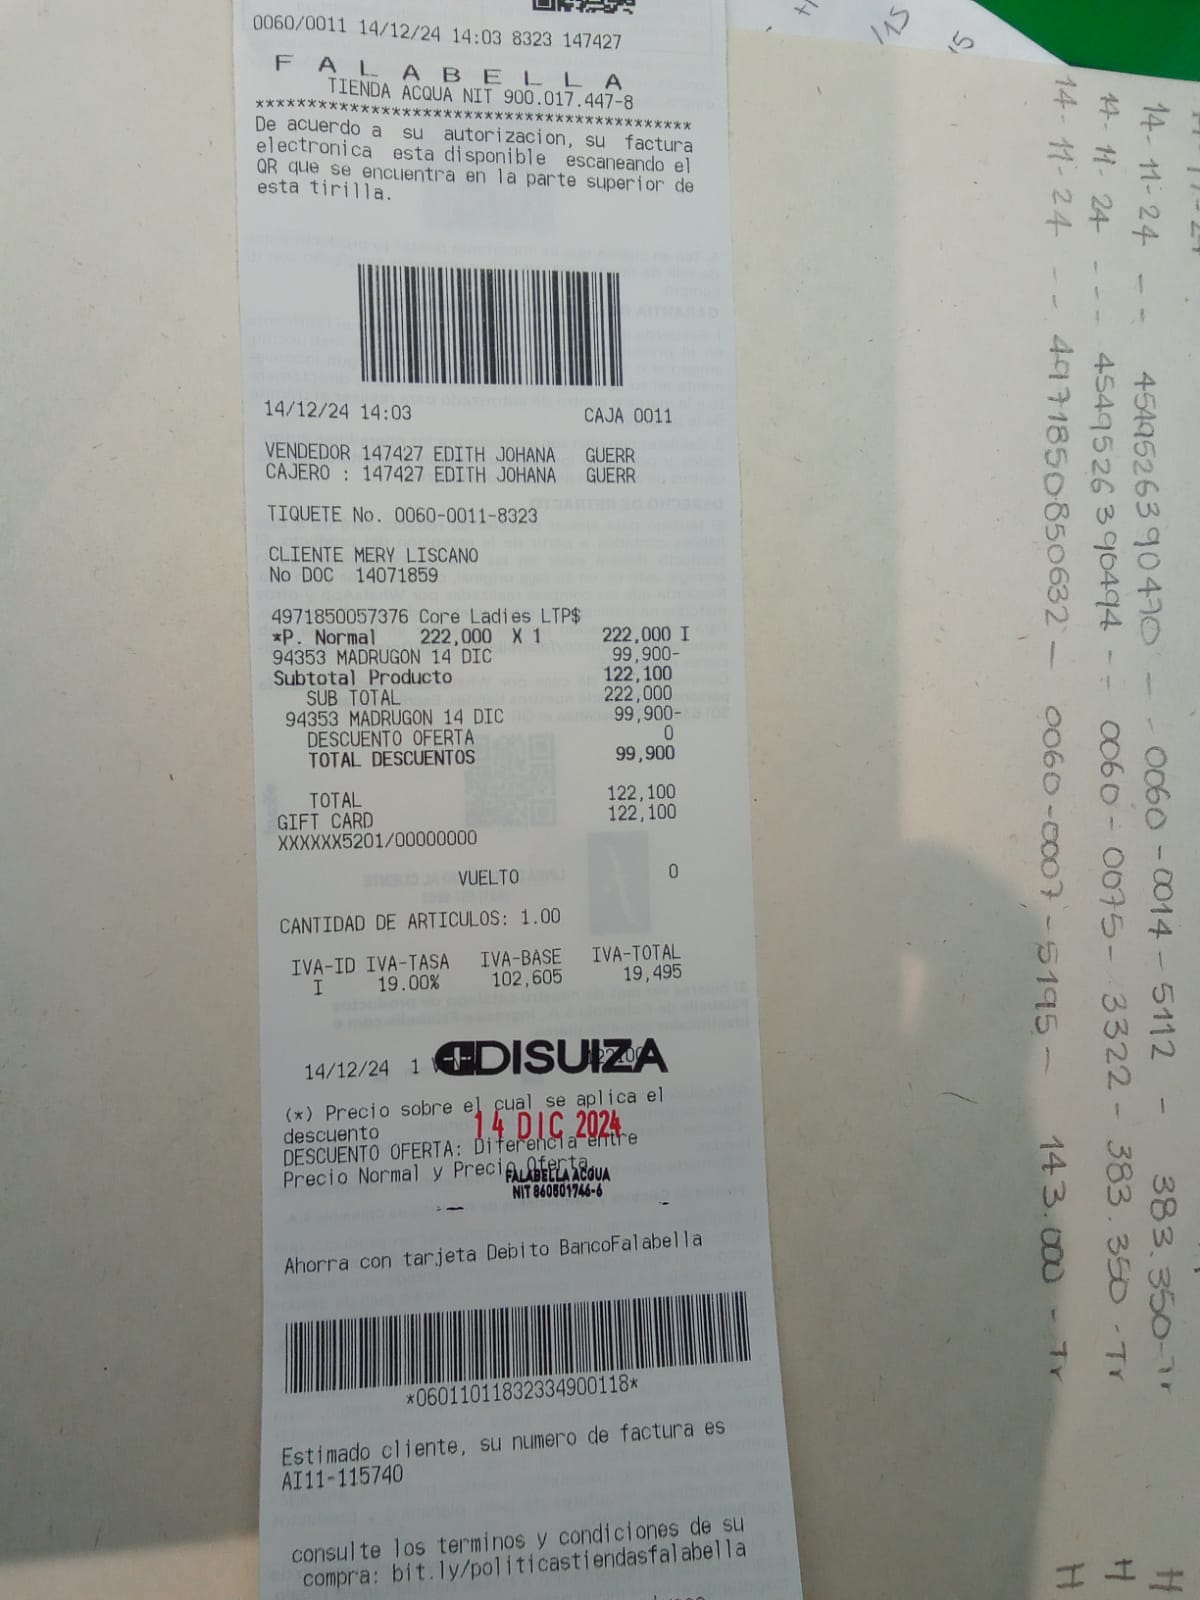 0060/0011 14/12/24 14:03 8323 147427
FALABELLA
TIENDA ACQUA NIT 900.017.447-8
********************************************
De acuerdo a su autorizacion, su factura
electronica esta disponible escaneando el
QR que se encuentra en la parte superior de
esta tirilla.
14/12/24 14:03 CAJA 0011
VENDEDOR 147427 EDITH JOHANA GUERR
CAJERO : 147427 EDITH JOHANA GUERR
TIQUETE No. 0060-0011-8323
CLIENTE MERY LISCANO
No DOC 14071859
4971850057376 Core Ladies LTP$
*P. Normal 222,000 X 1 222,000 I
94353 MADRUGON 14 DIC 99,900-
Subtotal Producto 122,100
SUB TOTAL 222,000
94353 MADRUGON 14 DIC 99,900-
DESCUENTO OFERTA 0
TOTAL DESCUENTOS 99,900
TOTAL 122,100
GIFT CARD 122,100
XXXXXX5201/00000000
VUELTO 0
CANTIDAD DE ARTICULOS: 1.00
IVA-ID IVA-TASA IVA-BASE IVA-TOTAL
I 19.00% 102,605 19,495
14/12/24 1
DISUIZA
(*) Precio sobre el cual se aplica el
descuento
14 DIC 2024
DESCUENTO OFERTA: Diferencia entre
Precio Normal y Precio Oferta
FALABELLA ACQUA
NIT 860501746-6
Ahorra con tarjeta Debito BancoFalabella
*06011011832334900118*
Estimado cliente, su numero de factura es
AI11-115740
consulte los terminos y condiciones de su
compra: bit.ly/politicastiendasfalabella
14-11-24 -- 4549526390470 -- 0060-0014-5112 - 383.350-Tr H
14-11-24 --- 4549526390494 -- 0060-0075-3322-383.350-Tr H
14-11-24 -- 4971850850632 - 0060-0007-5195- 143.000-Tr H